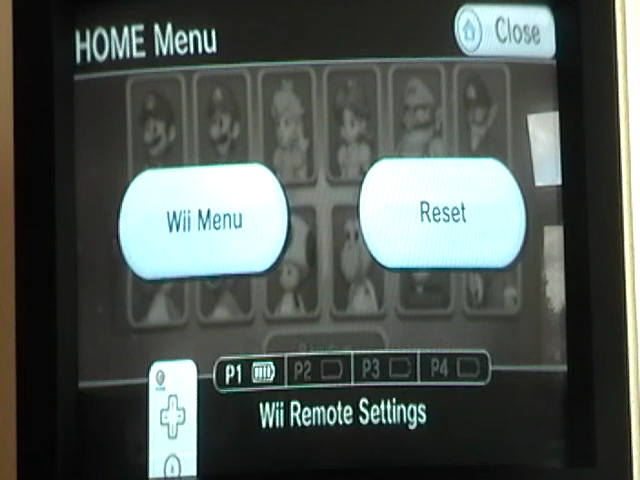 HOME Menu
Close
Wii Menu
Reset
P1 P2 P3 P4
Wii Remote Settings